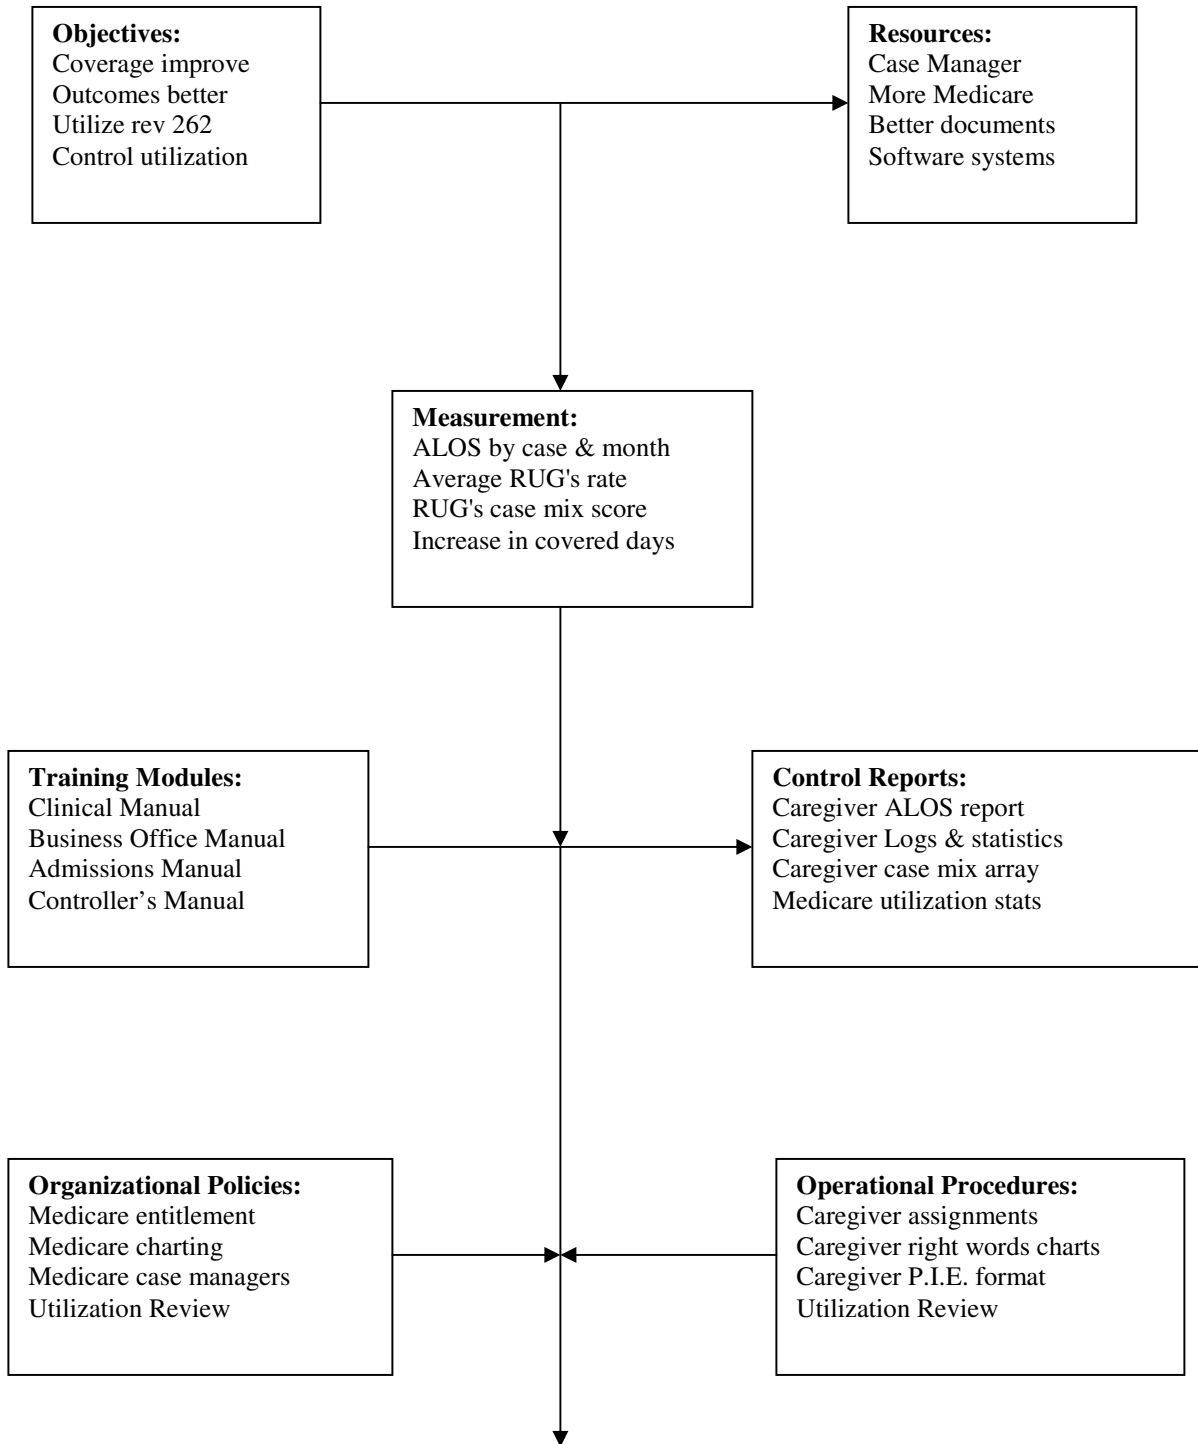 Objectives:
Coverage improve
Outcomes better
Utilize rev 262
Control utilization
Resources:
Case Manager
More Medicare
Better documents
Software systems
Measurement:
ALOS by case & month
Average RUG's rate
RUG's case mix score
Increase in covered days
Training Modules:
Clinical Manual
Business Office Manual
Admissions Manual
Controller’s Manual
Control Reports:
Caregiver ALOS report
Caregiver Logs & statistics
Caregiver case mix array
Medicare utilization stats
Organizational Policies:
Medicare entitlement
Medicare charting
Medicare case managers
Utilization Review
Operational Procedures:
Caregiver assignments
Caregiver right words charts
Caregiver P.I.E. format
Utilization Review